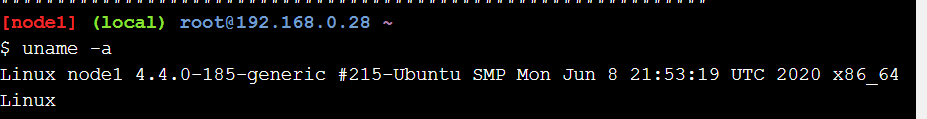 [node1] (local) root@192.168.0.28 ~
$ uname -a
Linux node1 4.4.0-185-generic #215-Ubuntu SMP Mon Jun 8 21:53:19 UTC 2020 x86_64
Linux